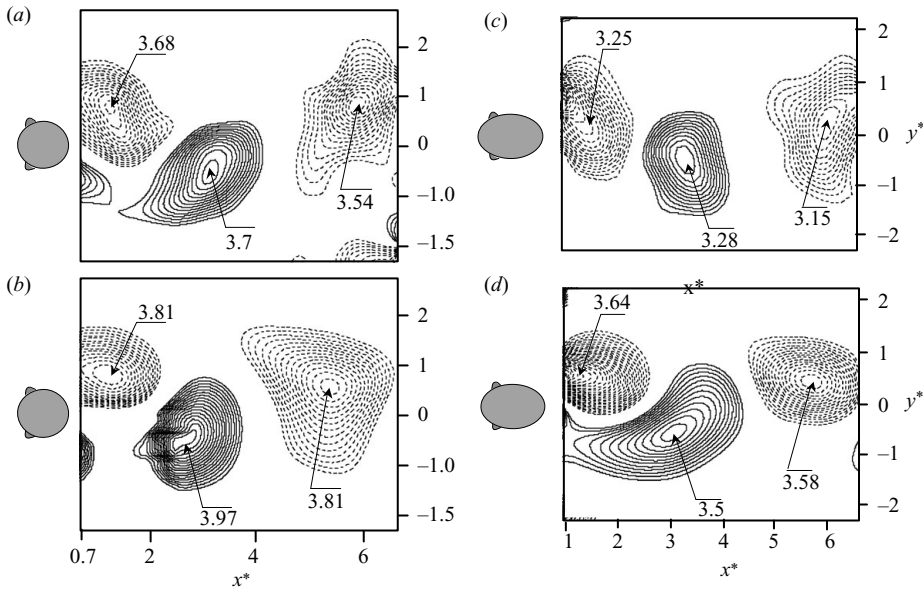 (a)
3.68
3.54
3.7
2
1
0
–1.0
–1.5
(c)
3.25
3.15
3.28
2
1
0
y*
–1
–2
(b)
3.81
3.97
3.81
2
1
0
–1.0
–1.5
0.7 2 4 6
x*
(d)
x*
3.64
3.58
3.5
2
1
0
y*
–1
–2
1 2 3 4 5 6
x*